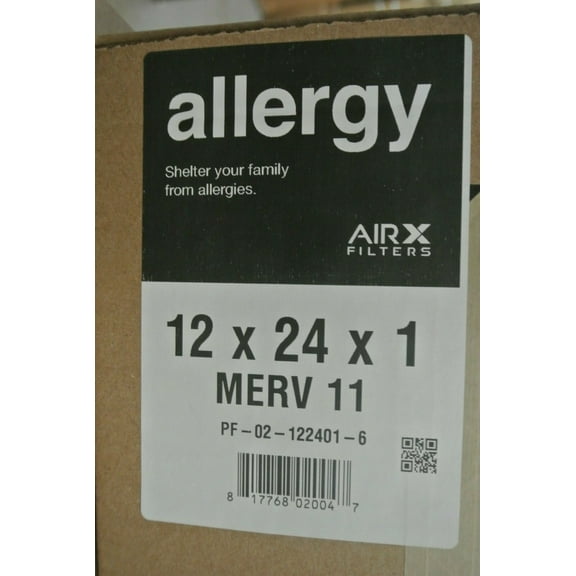 allergy
Shelter your family
from allergies.
AIRX
FILTERS
12 x 24 x 1
MERV 11
PF-02-122401-6
8 17768 02004 7